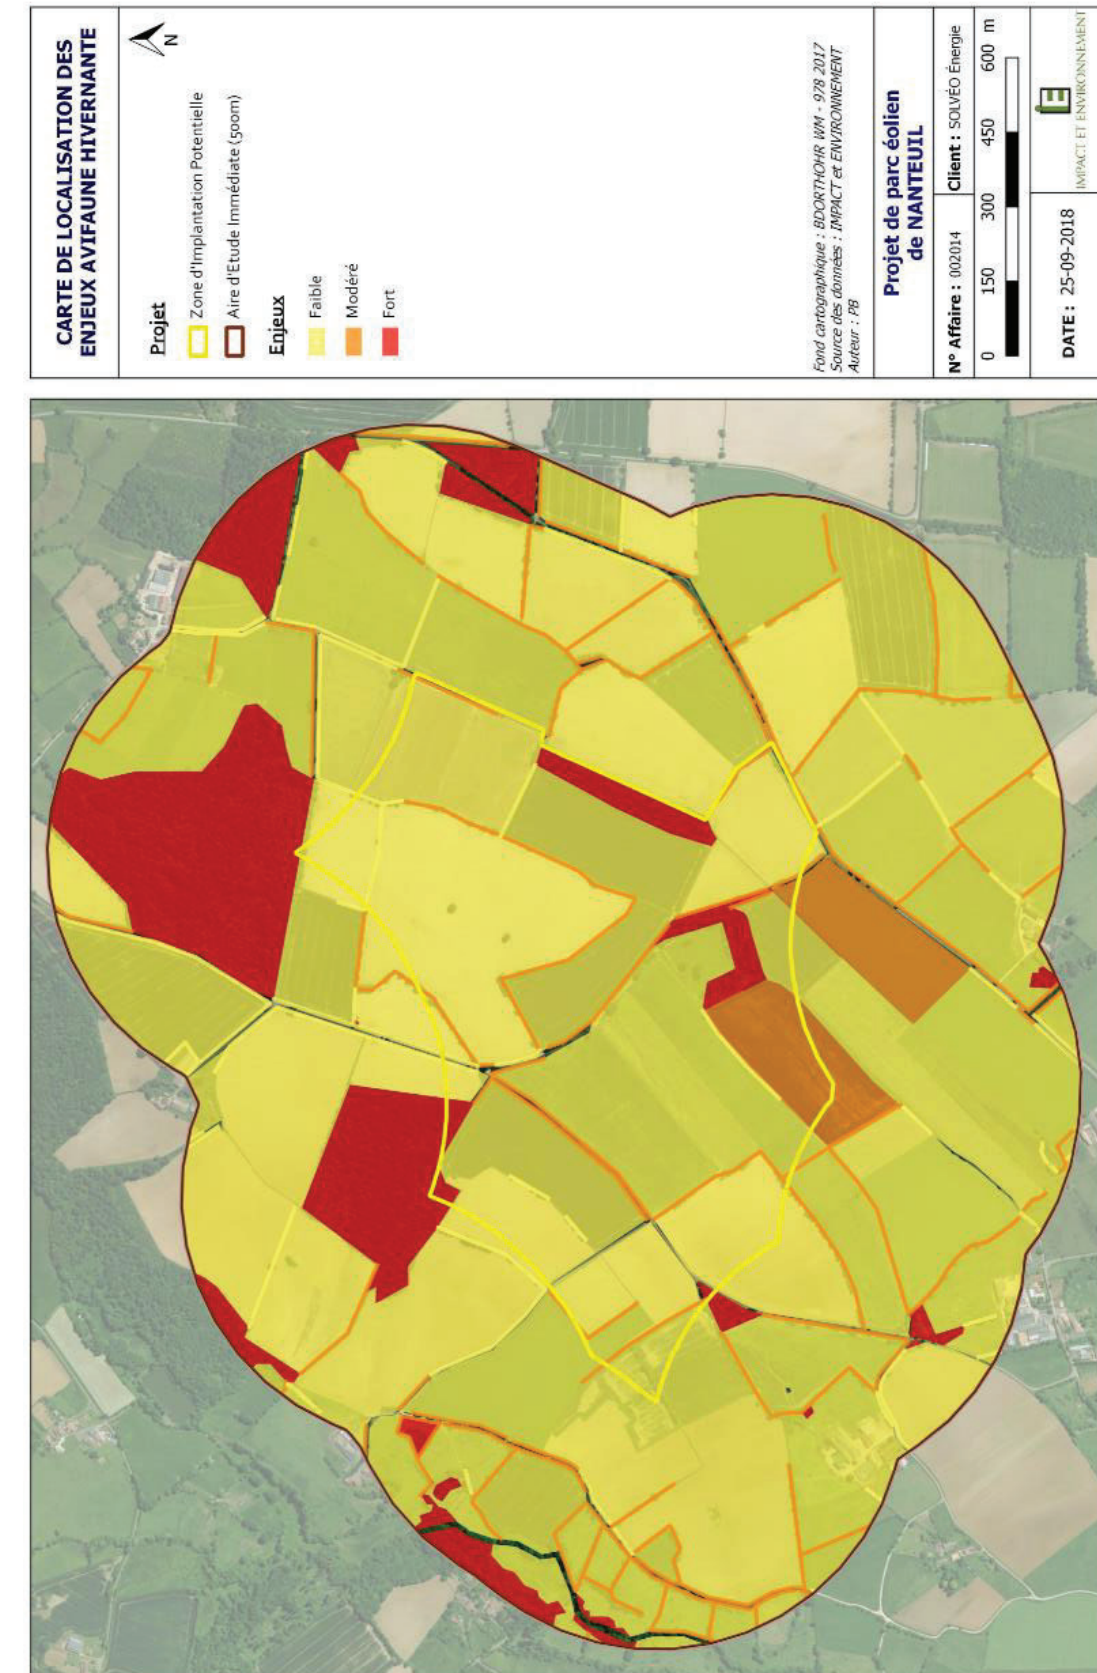 CARTE DE LOCALISATION DES
ENJEUX AVIFAUNE HIVERNANTE
N
Projet
Zone d'Implantation Potentielle
Aire d'Etude Immédiate (500m)
Enjeux
Faible
Modéré
Fort
Fond cartographique : BDORTHOHR WM - 978 2017
Source des données : IMPACT et ENVIRONNEMENT
Auteur : PB
Projet de parc éolien
de NANTEUIL
N° Affaire : 002014
Client : SOLVÉO Énergie
0 150 300 450 600 m
DATE : 25-09-2018
IE
IMPACT ET ENVIRONNEMENT